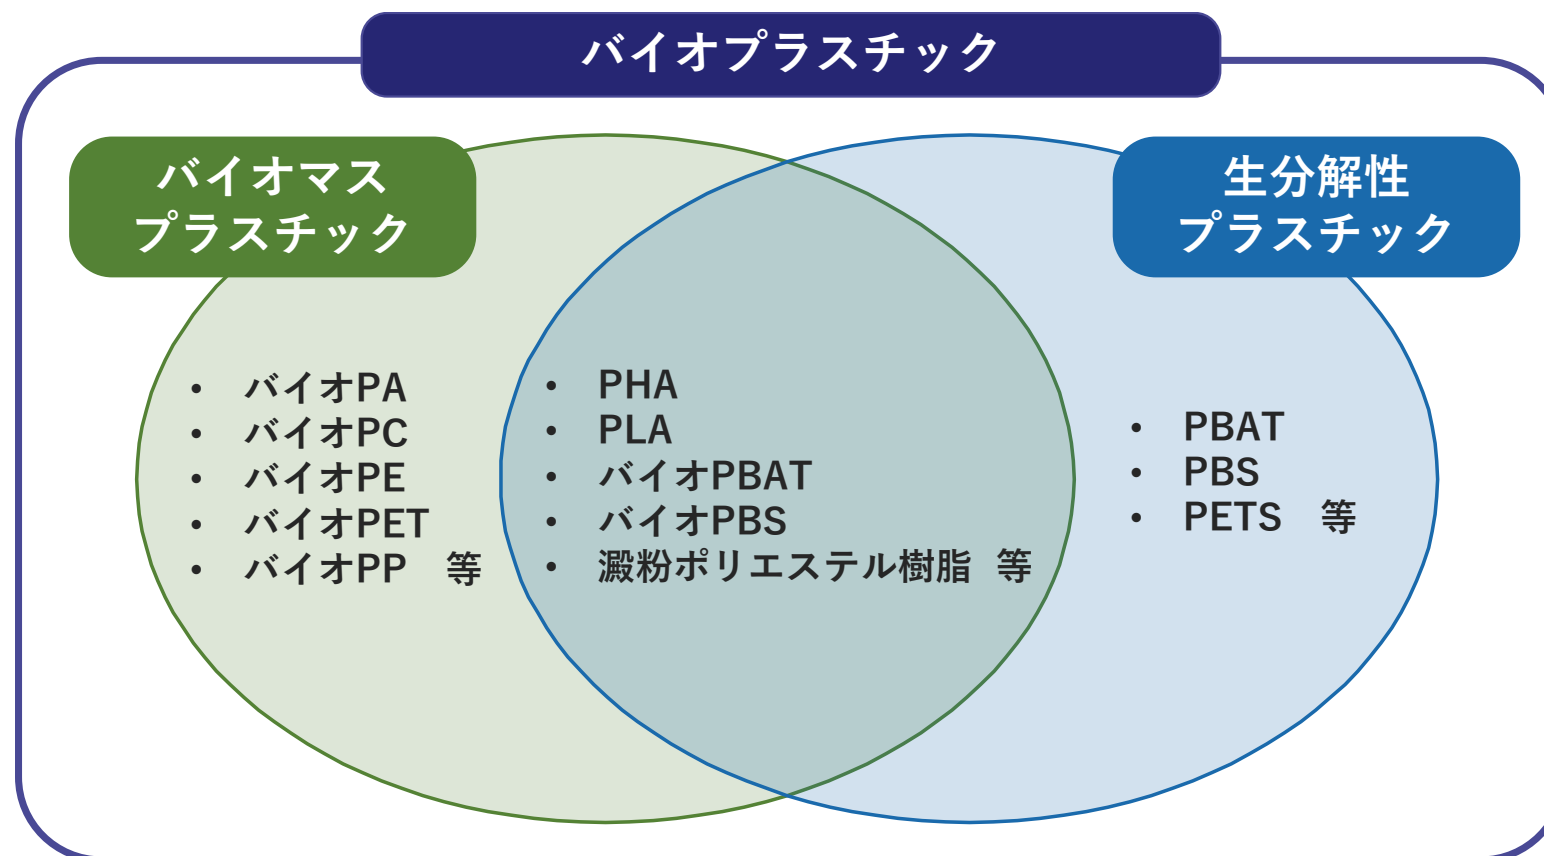 バイオプラスチック
バイオマス
プラスチック
生分解性
プラスチック
• バイオPA
• バイオPC
• バイオPE
• バイオPET
• バイオPP　等
• PHA
• PLA
• バイオPBAT
• バイオPBS
• 澱粉ポリエステル樹脂　等
• PBAT
• PBS
• PETS　等